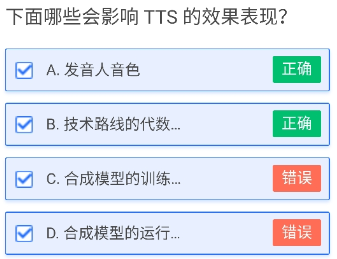 下面哪些会影响 TTS 的效果表现？
A. 发音人音色 正确
B. 技术路线的代数... 正确
C. 合成模型的训练... 错误
D. 合成模型的运行... 错误